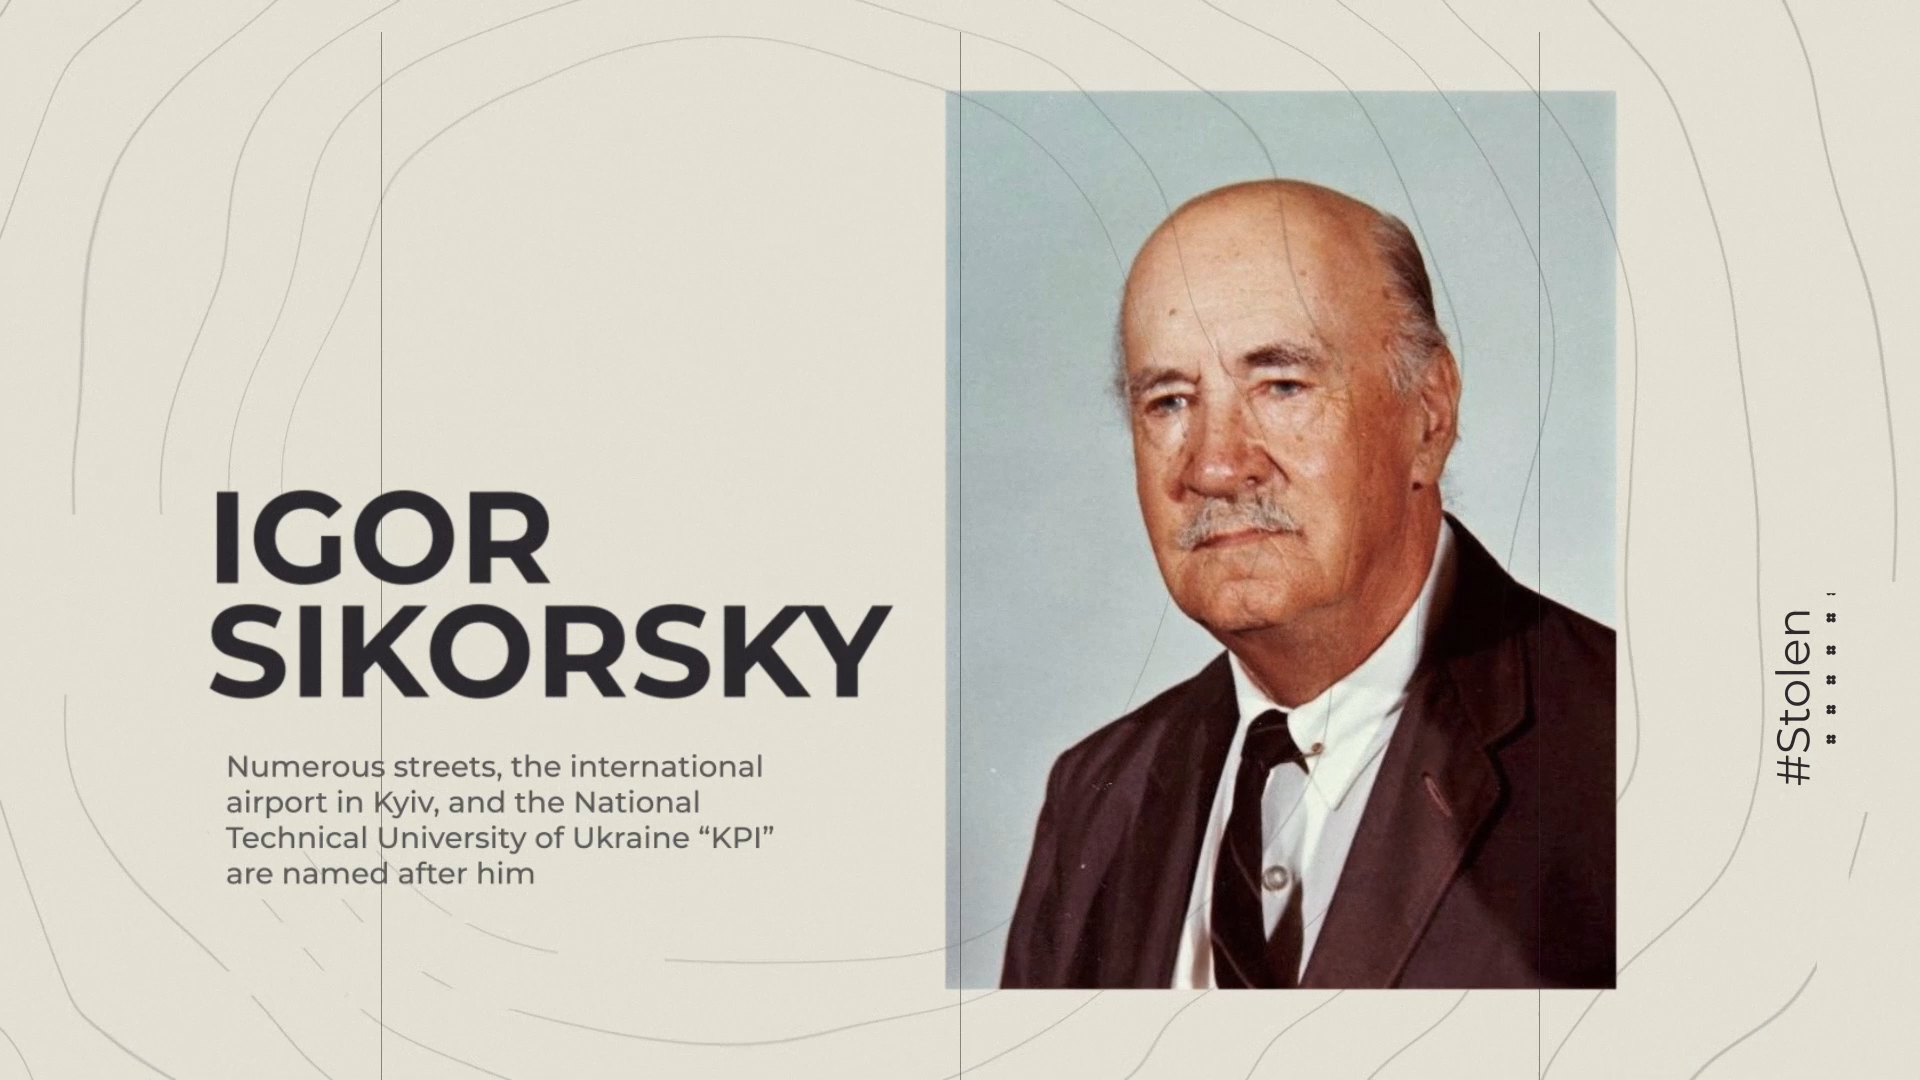 IGOR
SIKORSKY
Numerous streets, the international
airport in Kyiv, and the National
Technical University of Ukraine “KPI”
are named after him
#Stolen